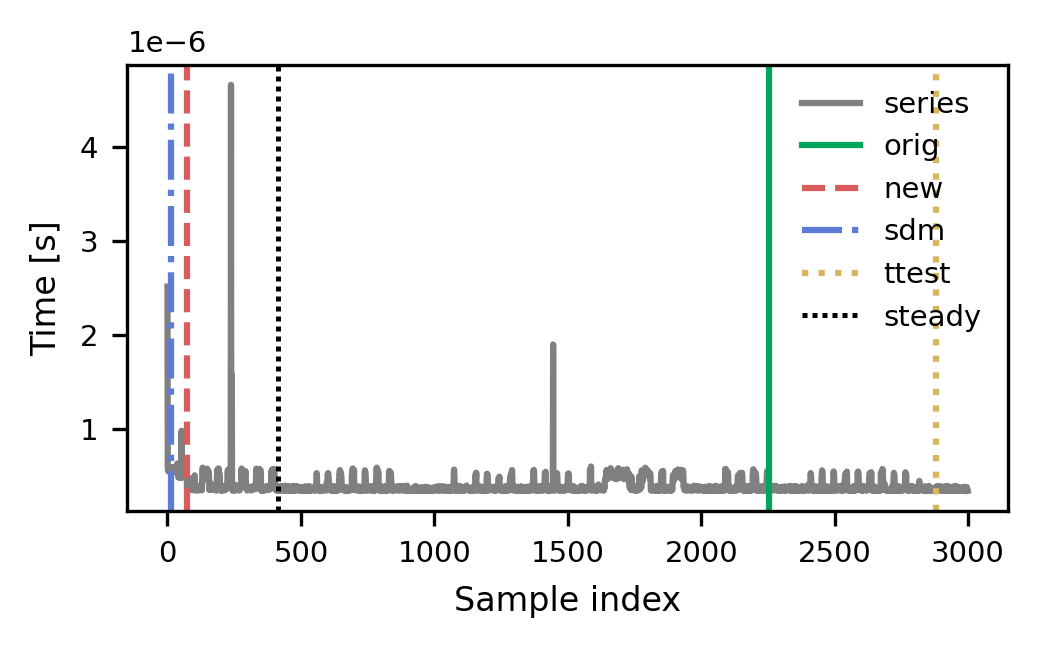 1e−6
4
3
2
1
Time [s]
series
orig
new
sdm
ttest
steady
0 500 1000 1500 2000 2500 3000
Sample index